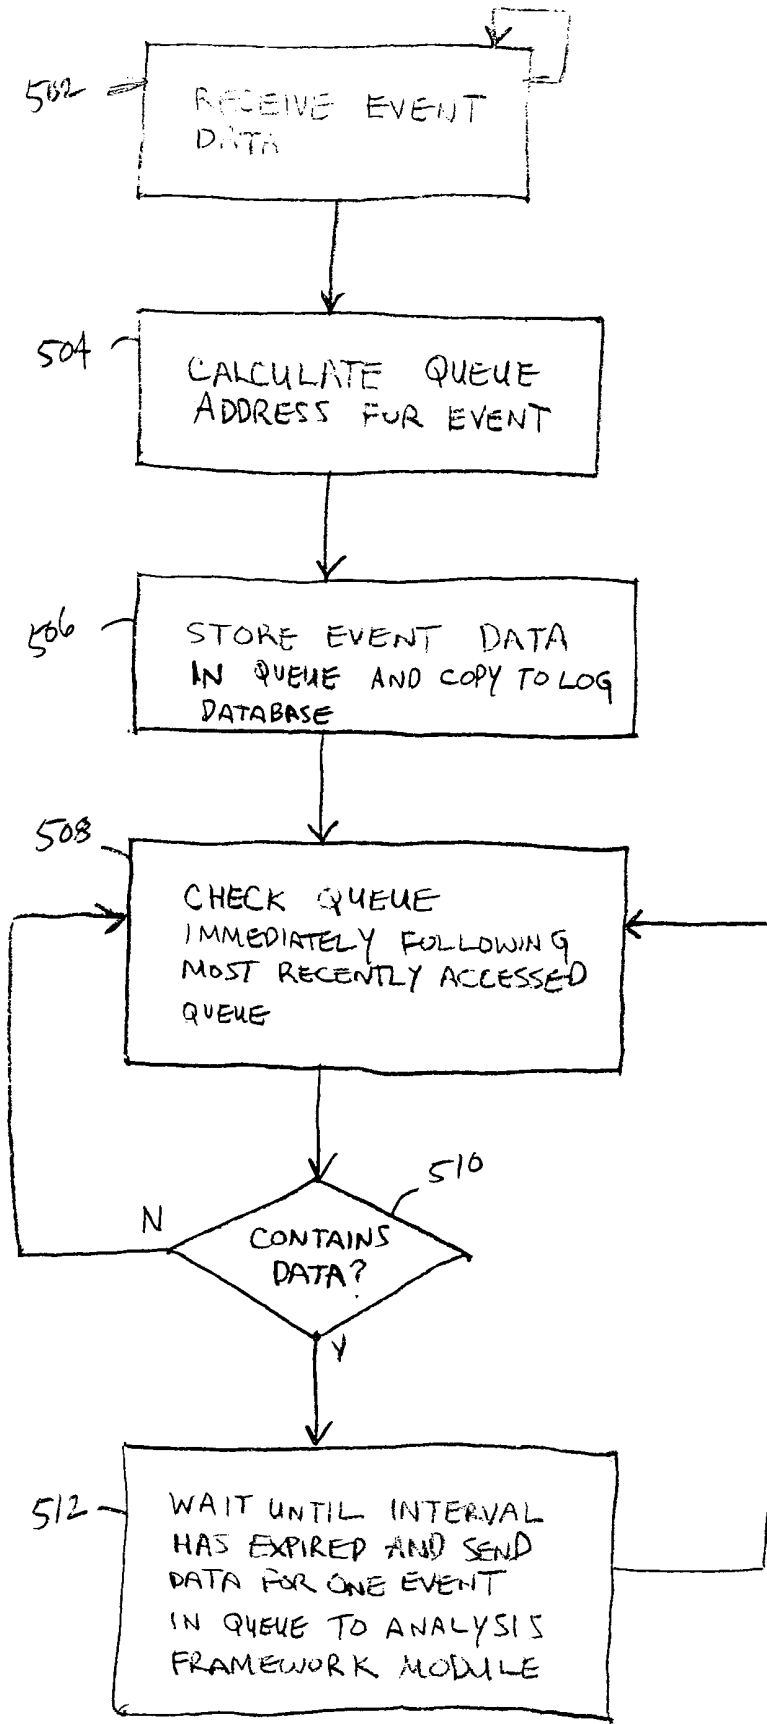 502
RECEIVE EVENT
DATA
504
CALCULATE QUEUE
ADDRESS FUR EVENT
506
STORE EVENT DATA
IN QUEUE AND COPY TO LOG
DATABASE
508
CHECK QUEUE
IMMEDIATELY FOLLOWING
MOST RECENTLY ACCESSED
QUEUE
510
N
CONTAINS
DATA?
Y
512
WAIT UNTIL INTERVAL
HAS EXPIRED AND SEND
DATA FOR ONE EVENT
IN QUEUE TO ANALYSIS
FRAMEWORK MODULE